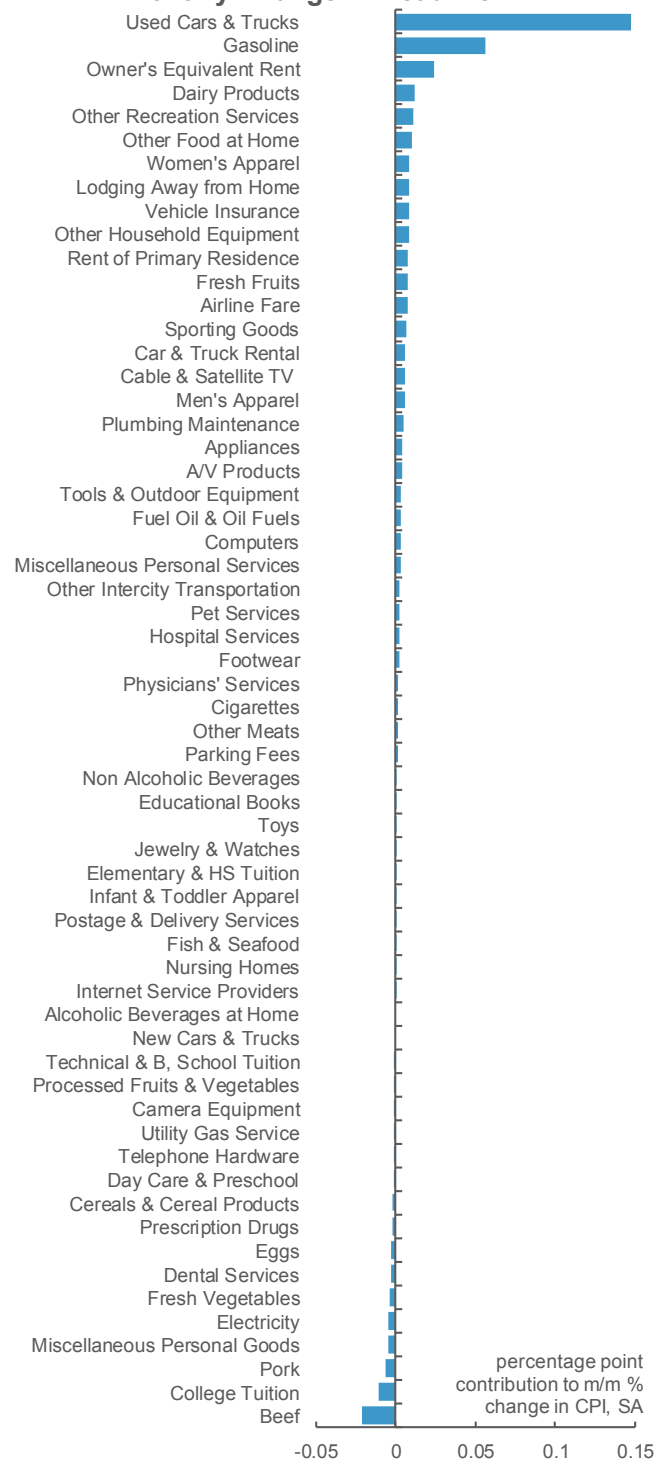 Used Cars & Trucks
Gasoline
Owner's Equivalent Rent
Dairy Products
Other Recreation Services
Other Food at Home
Women's Apparel
Lodging Away from Home
Vehicle Insurance
Other Household Equipment
Rent of Primary Residence
Fresh Fruits
Airline Fare
Sporting Goods
Car & Truck Rental
Cable & Satellite TV
Men's Apparel
Plumbing Maintenance
Appliances
A/V Products
Tools & Outdoor Equipment
Fuel Oil & Oil Fuels
Computers
Miscellaneous Personal Services
Other Intercity Transportation
Pet Services
Hospital Services
Footwear
Physicians' Services
Cigarettes
Other Meats
Parking Fees
Non Alcoholic Beverages
Educational Books
Toys
Jewelry & Watches
Elementary & HS Tuition
Infant & Toddler Apparel
Postage & Delivery Services
Fish & Seafood
Nursing Homes
Internet Service Providers
Alcoholic Beverages at Home
New Cars & Trucks
Technical & B, School Tuition
Processed Fruits & Vegetables
Camera Equipment
Utility Gas Service
Telephone Hardware
Day Care & Preschool
Cereals & Cereal Products
Prescription Drugs
Eggs
Dental Services
Fresh Vegetables
Electricity
Miscellaneous Personal Goods
Pork
College Tuition
Beef
percentage point
contribution to m/m %
change in CPI, SA
-0.05 0 0.05 0.1 0.15